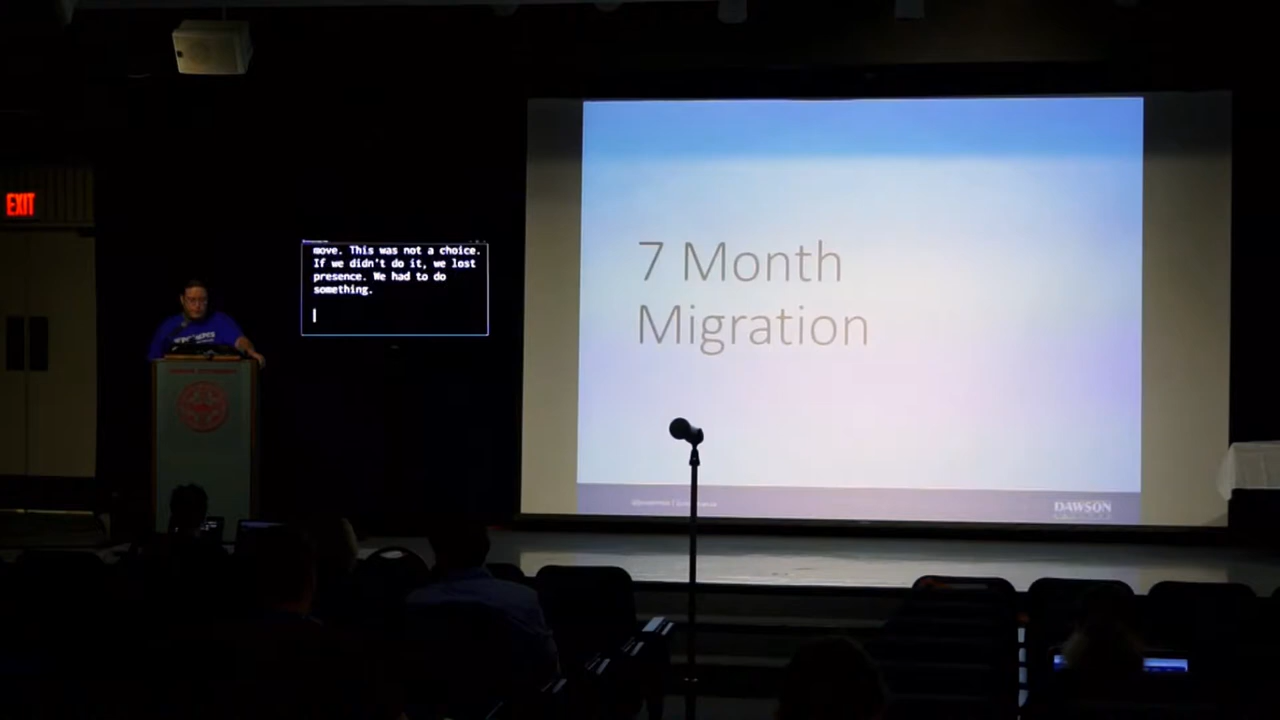 EXIT
move. This was not a choice.
If we didn't do it, we lost
presence. We had to do
something.
7 Month
Migration
DAWSON